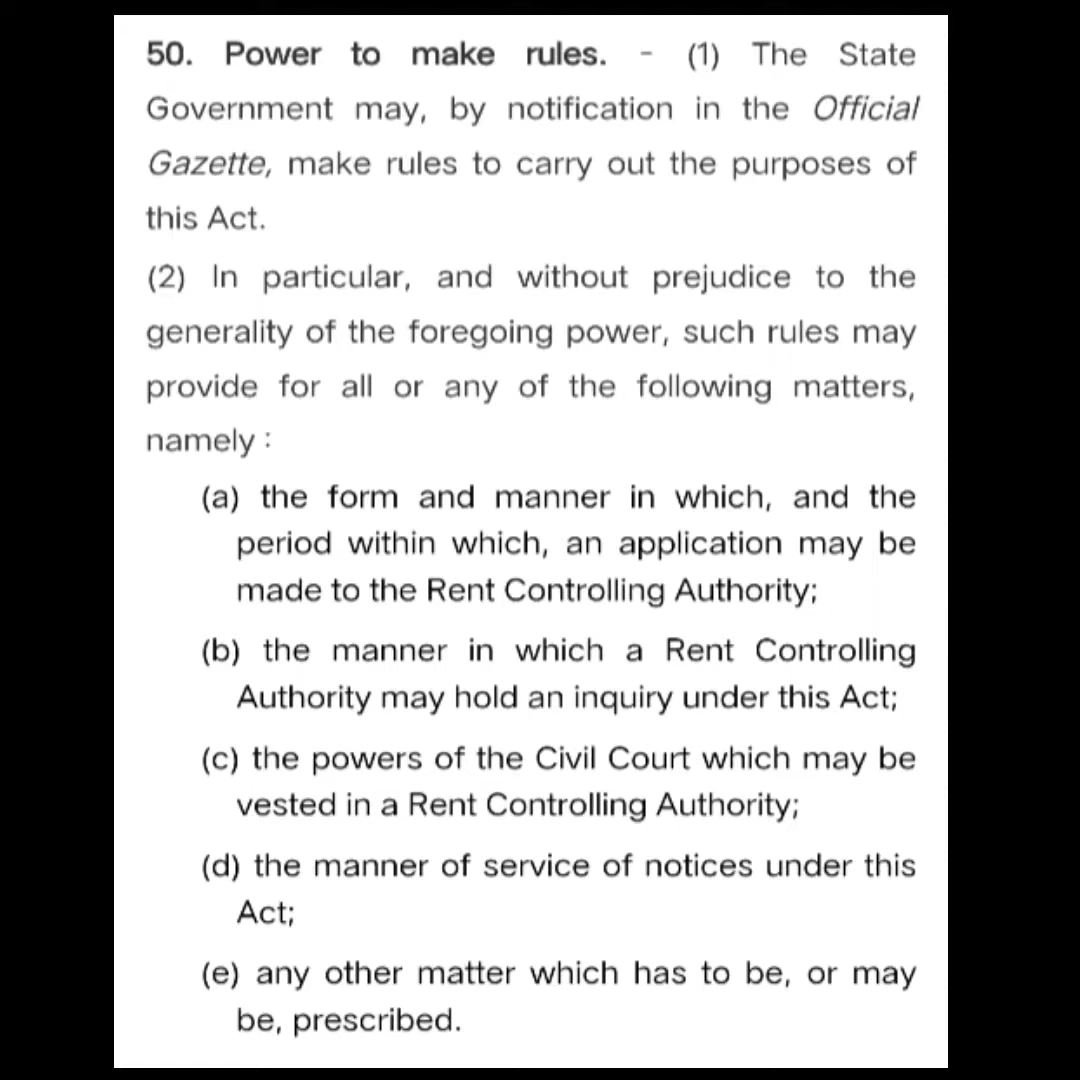 50. Power to make rules. - (1) The State
Government may, by notification in the Official
Gazette, make rules to carry out the purposes of
this Act.
(2) In particular, and without prejudice to the
generality of the foregoing power, such rules may
provide for all or any of the following matters,
namely :
(a) the form and manner in which, and the
period within which, an application may be
made to the Rent Controlling Authority;
(b) the manner in which a Rent Controlling
Authority may hold an inquiry under this Act;
(c) the powers of the Civil Court which may be
vested in a Rent Controlling Authority;
(d) the manner of service of notices under this
Act;
(e) any other matter which has to be, or may
be, prescribed.